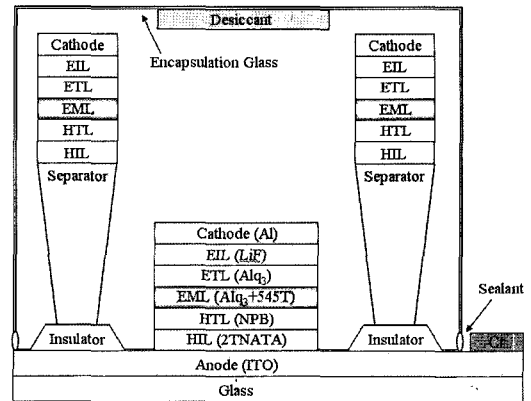 Desiccant
Encapsulation Glass
Cathode
EIL
ETL
EML
HTL
HIL
Separator
Insulator
Cathode (Al)
EIL (LiF)
ETL (Alq3)
EML (Alq3+545T)
HTL (NPB)
HIL (2TNATA)
Cathode
EIL
ETL
EML
HTL
HIL
Separator
Insulator
Sealant
Anode (ITO)
Glass